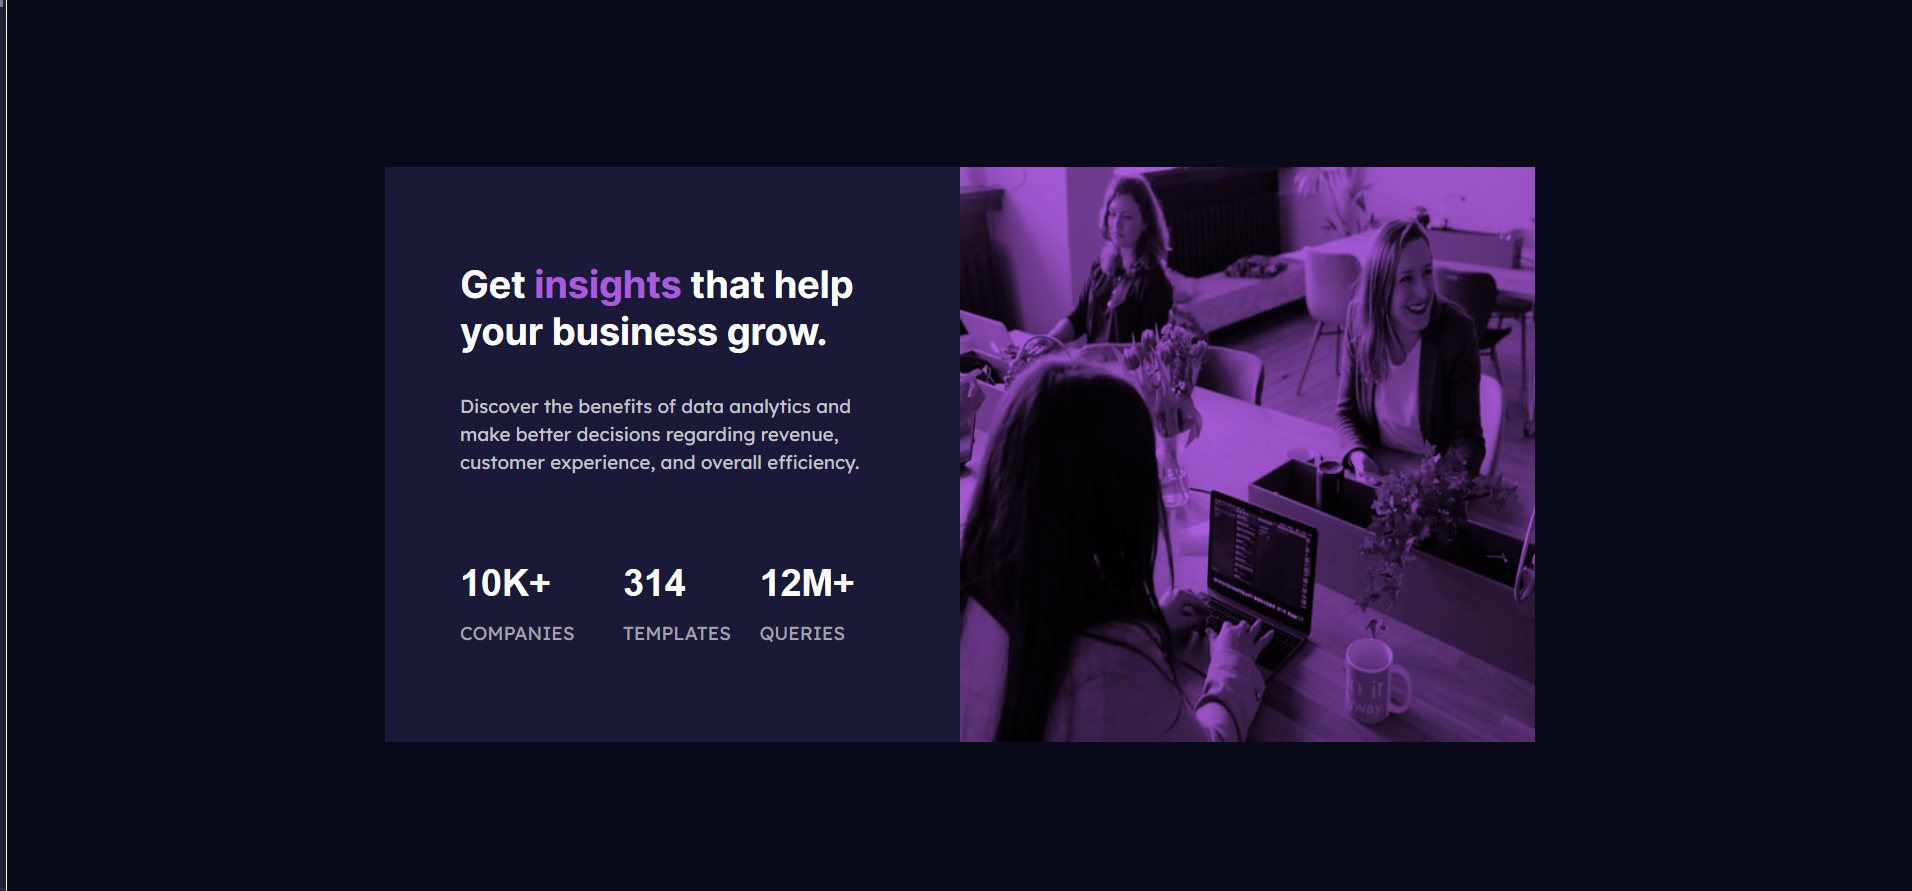 Get insights that help
your business grow.
Discover the benefits of data analytics and
make better decisions regarding revenue,
customer experience, and overall efficiency.
10K+ 314 12M+
COMPANIES TEMPLATES QUERIES